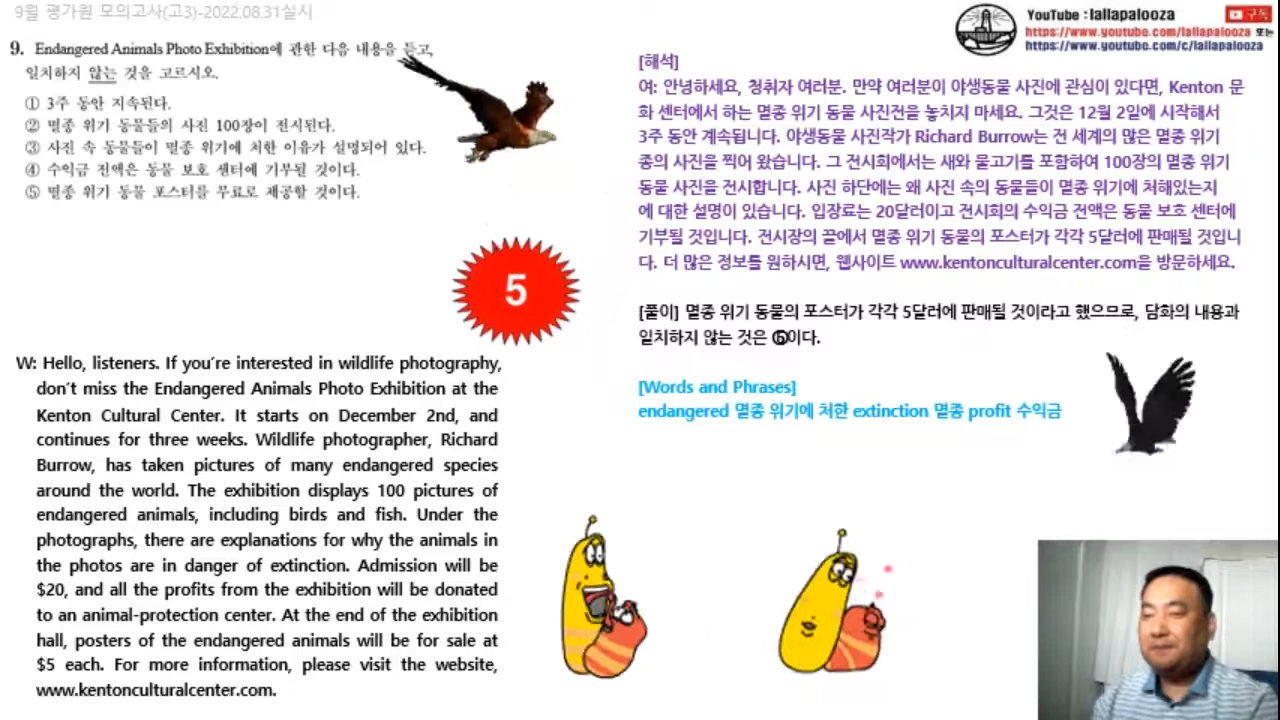 9월 평가원 모의고사(고3)-2022.08.31실시
9. Endangered Animals Photo Exhibition에 관한 다음 내용을 듣고,
일치하지 않는 것을 고르시오.
① 3주 동안 지속된다.
② 멸종 위기 동물들의 사진 100장이 전시된다.
③ 사진 속 동물들이 멸종 위기에 처한 이유가 설명되어 있다.
④ 수익금 전액은 동물 보호 센터에 기부될 것이다.
⑤ 멸종 위기 동물 포스터를 무료로 제공할 것이다.
5
W: Hello, listeners. If you're interested in wildlife photography,
don't miss the Endangered Animals Photo Exhibition at the
Kenton Cultural Center. It starts on December 2nd, and
continues for three weeks. Wildlife photographer, Richard
Burrow, has taken pictures of many endangered species
around the world. The exhibition displays 100 pictures of
endangered animals, including birds and fish. Under the
photographs, there are explanations for why the animals in
the photos are in danger of extinction. Admission will be
$20, and all the profits from the exhibition will be donated
to an animal-protection center. At the end of the exhibition
hall, posters of the endangered animals will be for sale at
$5 each. For more information, please visit the website,
www.kentonculturalcenter.com.
YouTube : lallapalooza
구독
https://www.youtube.com/lallapalooza 또는
https://www.youtube.com/c/lallapalooza
[해석]
여: 안녕하세요, 청취자 여러분. 만약 여러분이 야생동물 사진에 관심이 있다면, Kenton 문
화 센터에서 하는 멸종 위기 동물 사진전을 놓치지 마세요. 그것은 12월 2일에 시작해서
3주 동안 계속됩니다. 야생동물 사진작가 Richard Burrow는 전 세계의 많은 멸종 위기
종의 사진을 찍어 왔습니다. 그 전시회에서는 새와 물고기를 포함하여 100장의 멸종 위기
동물 사진을 전시합니다. 사진 하단에는 왜 사진 속의 동물들이 멸종 위기에 처해있는지
에 대한 설명이 있습니다. 입장료는 20달러이고 전시회의 수익금 전액은 동물 보호 센터에
기부될 것입니다. 전시장의 끝에서 멸종 위기 동물의 포스터가 각각 5달러에 판매될 것입니
다. 더 많은 정보를 원하시면, 웹사이트 www.kentonculturalcenter.com을 방문하세요.
[풀이] 멸종 위기 동물의 포스터가 각각 5달러에 판매될 것이라고 했으므로, 담화의 내용과
일치하지 않는 것은 ⑤이다.
[Words and Phrases]
endangered 멸종 위기에 처한 extinction 멸종 profit 수익금